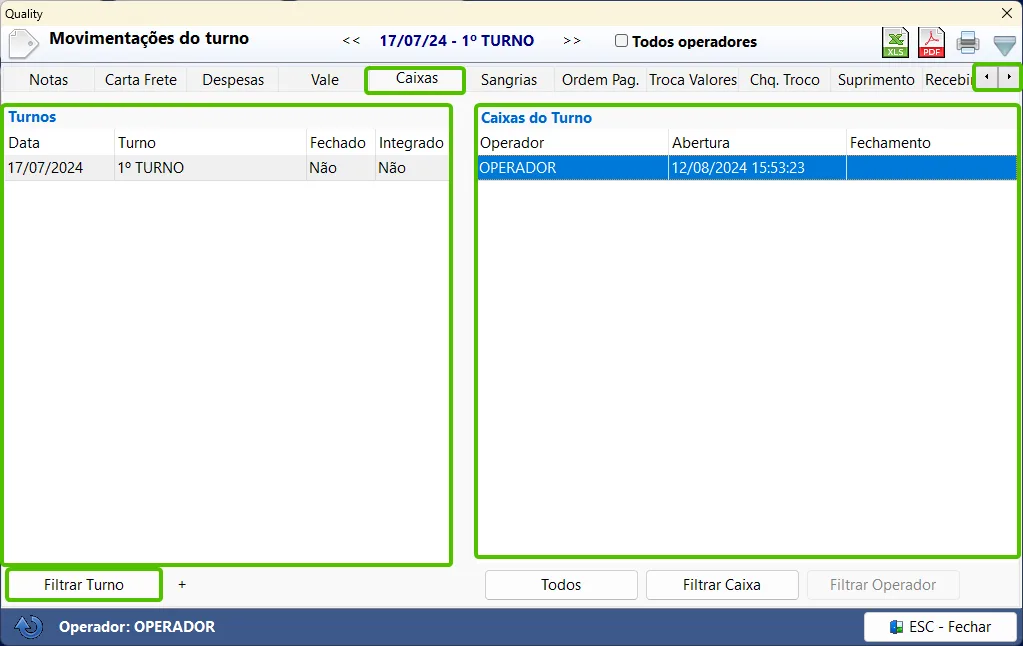 Quality
Movimentações do turno << 17/07/24 - 1º TURNO >> Todos operadores XLS PDF
Notas Carta Frete Despesas Vale Caixas Sangrias Ordem Pag. Troca Valores Chq. Troco Suprimento Recebi
Turnos
Data Turno Fechado Integrado
17/07/2024 1º TURNO Não Não
Caixas do Turno
Operador Abertura Fechamento
OPERADOR 12/08/2024 15:53:23
Filtrar Turno + Todos Filtrar Caixa Filtrar Operador
Operador: OPERADOR ESC - Fechar